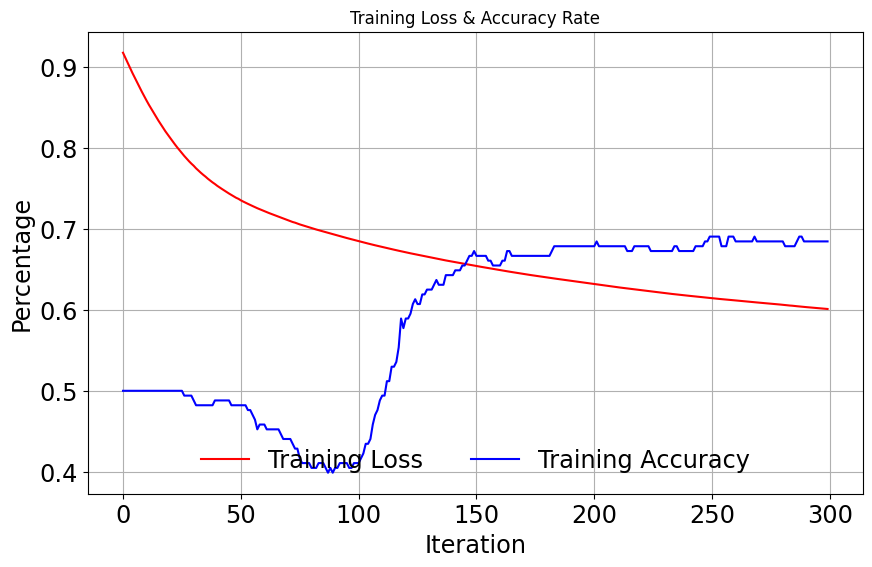 Training Loss & Accuracy Rate
Percentage
0.9
0.8
0.7
0.6
0.5
0.4
Training Loss Training Accuracy
0 50 100 150 200 250 300
Iteration